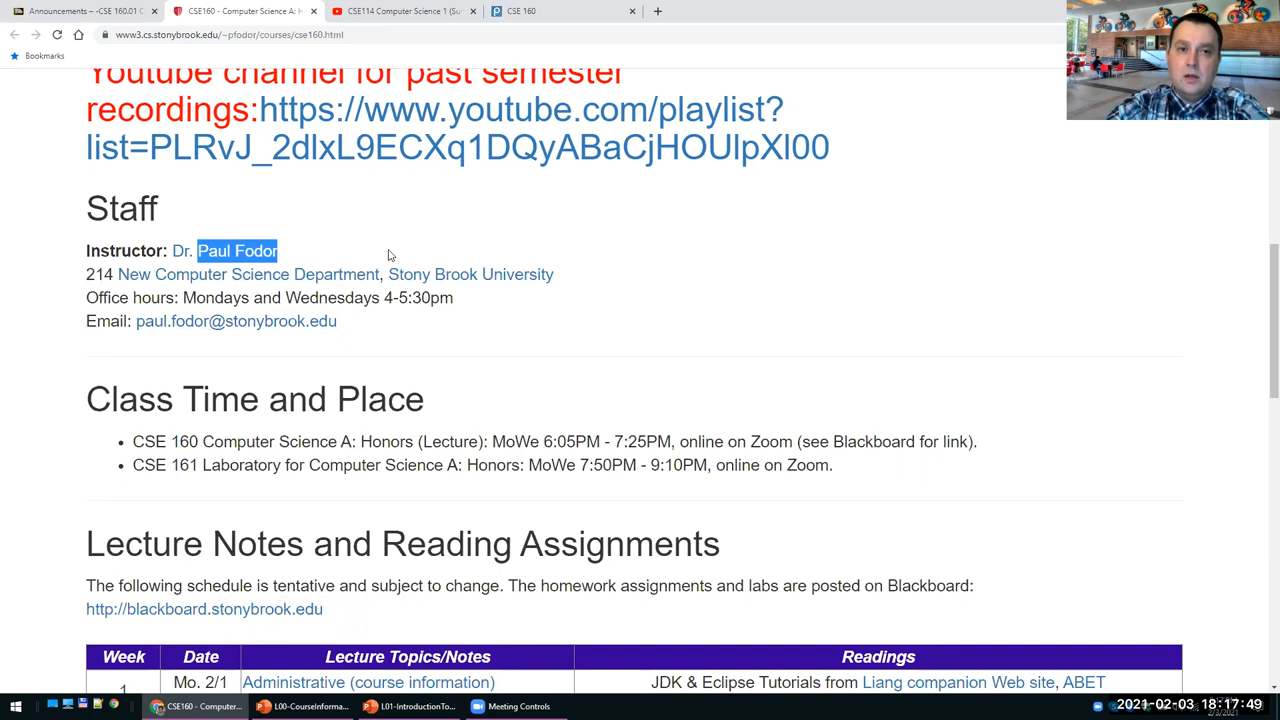 Announcements – -CSE 160.01 C
CSE160 - Computer Science A: H
CSE114 Computer Science 1 (Su
CSE 160
www3.cs.stonybrook.edu/~pfodor/courses/cse160.html
Bookmarks
Youtube channel for past semester
recordings:https://www.youtube.com/playlist?
list=PLRvJ_2dlxL9ECXq1DQyABaCjHOUlpXl00
Staff
Instructor: Dr. Paul Fodor
214 New Computer Science Department, Stony Brook University
Office hours: Mondays and Wednesdays 4-5:30pm
Email: paul.fodor@stonybrook.edu
Class Time and Place
• CSE 160 Computer Science A: Honors (Lecture): MoWe 6:05PM - 7:25PM, online on Zoom (see Blackboard for link).
• CSE 161 Laboratory for Computer Science A: Honors: MoWe 7:50PM - 9:10PM, online on Zoom.
Lecture Notes and Reading Assignments
The following schedule is tentative and subject to change. The homework assignments and labs are posted on Blackboard:
http://blackboard.stonybrook.edu
Week Date Lecture Topics/Notes Readings
1 Mo. 2/1 Administrative (course information) JDK & Eclipse Tutorials from Liang companion Web site, ABET
CSE160 - Computer... L00-CourseInforma... L01-IntroductionTo... Meeting Controls
2021-02-03 18:17:49